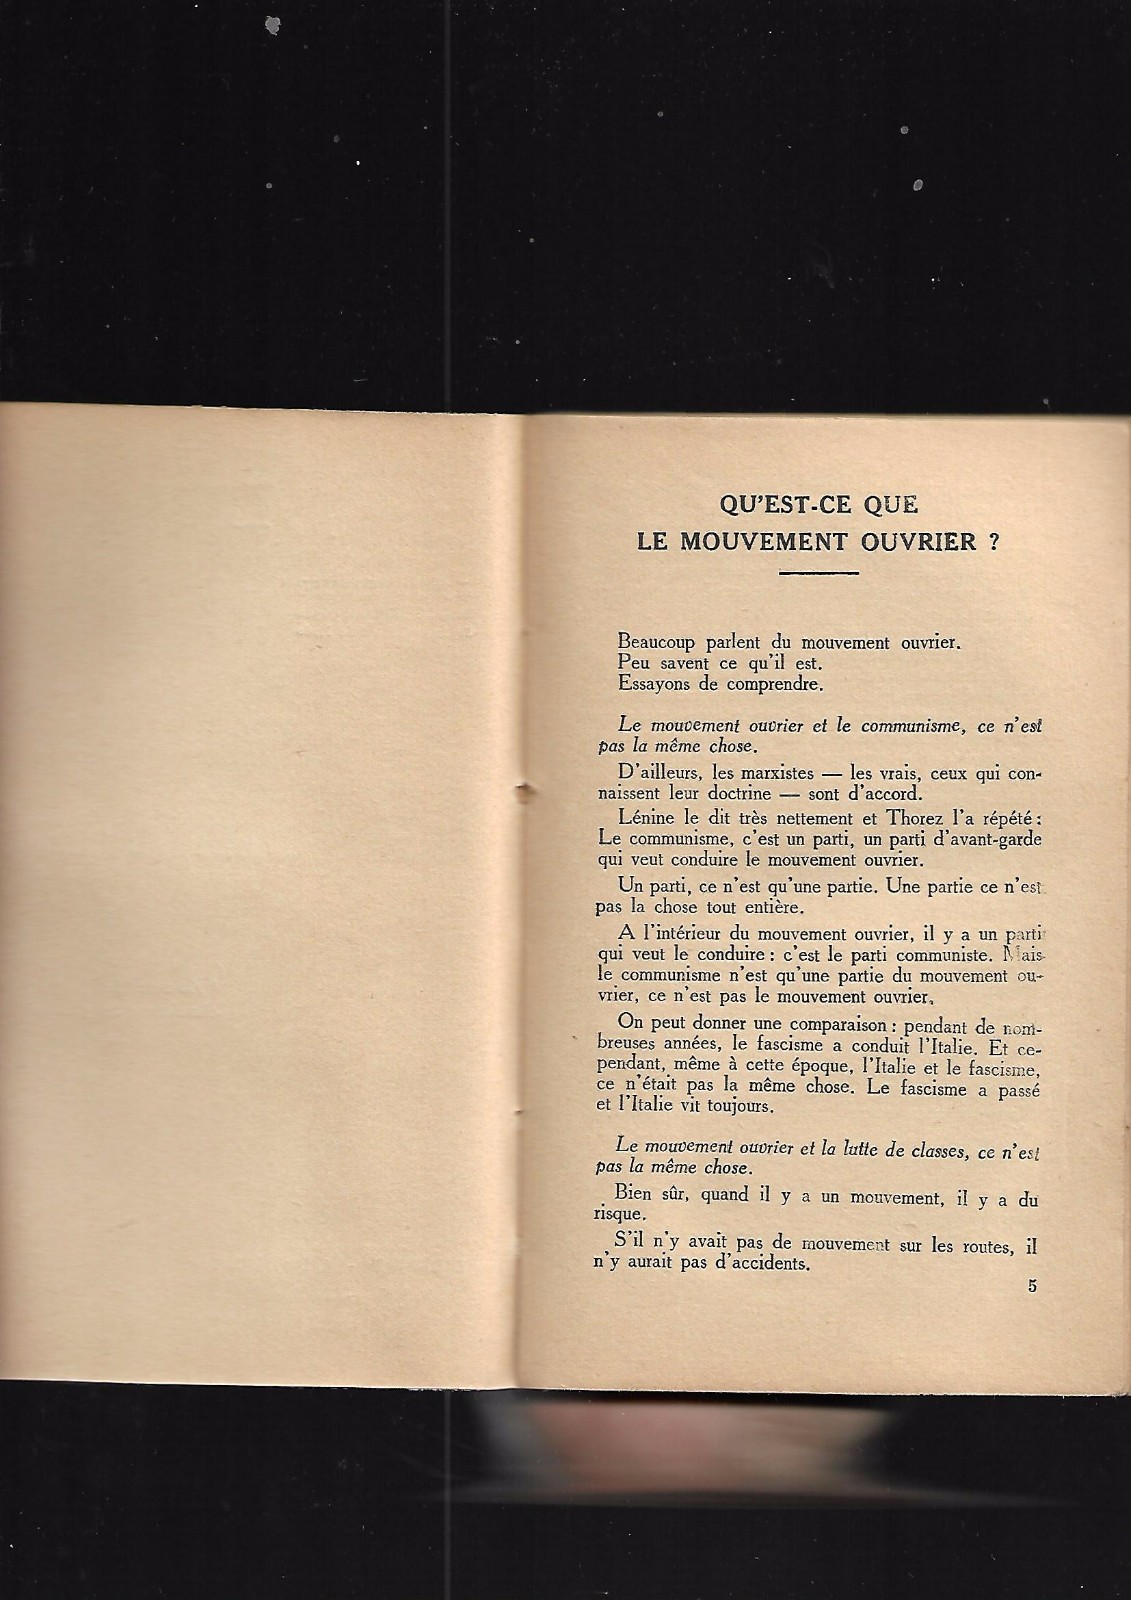 QU'EST-CE QUE
LE MOUVEMENT OUVRIER ?
Beaucoup parlent du mouvement ouvrier.
Peu savent ce qu'il est.
Essayons de comprendre.
Le mouvement ouvrier et le communisme, ce n'est
pas la même chose.
D'ailleurs, les marxistes — les vrais, ceux qui con-
naissent leur doctrine — sont d'accord.
Lénine le dit très nettement et Thorez l'a répété :
Le communisme, c'est un parti, un parti d'avant-garde
qui veut conduire le mouvement ouvrier.
Un parti, ce n'est qu'une partie. Une partie ce n'est
pas la chose tout entière.
A l'intérieur du mouvement ouvrier, il y a un parti
qui veut le conduire : c'est le parti communiste. Mais
le communisme n'est qu'une partie du mouvement ou-
vrier, ce n'est pas le mouvement ouvrier.
On peut donner une comparaison : pendant de nom-
breuses années, le fascisme a conduit l'Italie. Et ce-
pendant, même à cette époque, l'Italie et le fascisme,
ce n'était pas la même chose. Le fascisme a passé
et l'Italie vit toujours.
Le mouvement ouvrier et la lutte de classes, ce n'est
pas la même chose.
Bien sûr, quand il y a un mouvement, il y a du
risque.
S'il n'y avait pas de mouvement sur les routes, il
n'y aurait pas d'accidents.
5